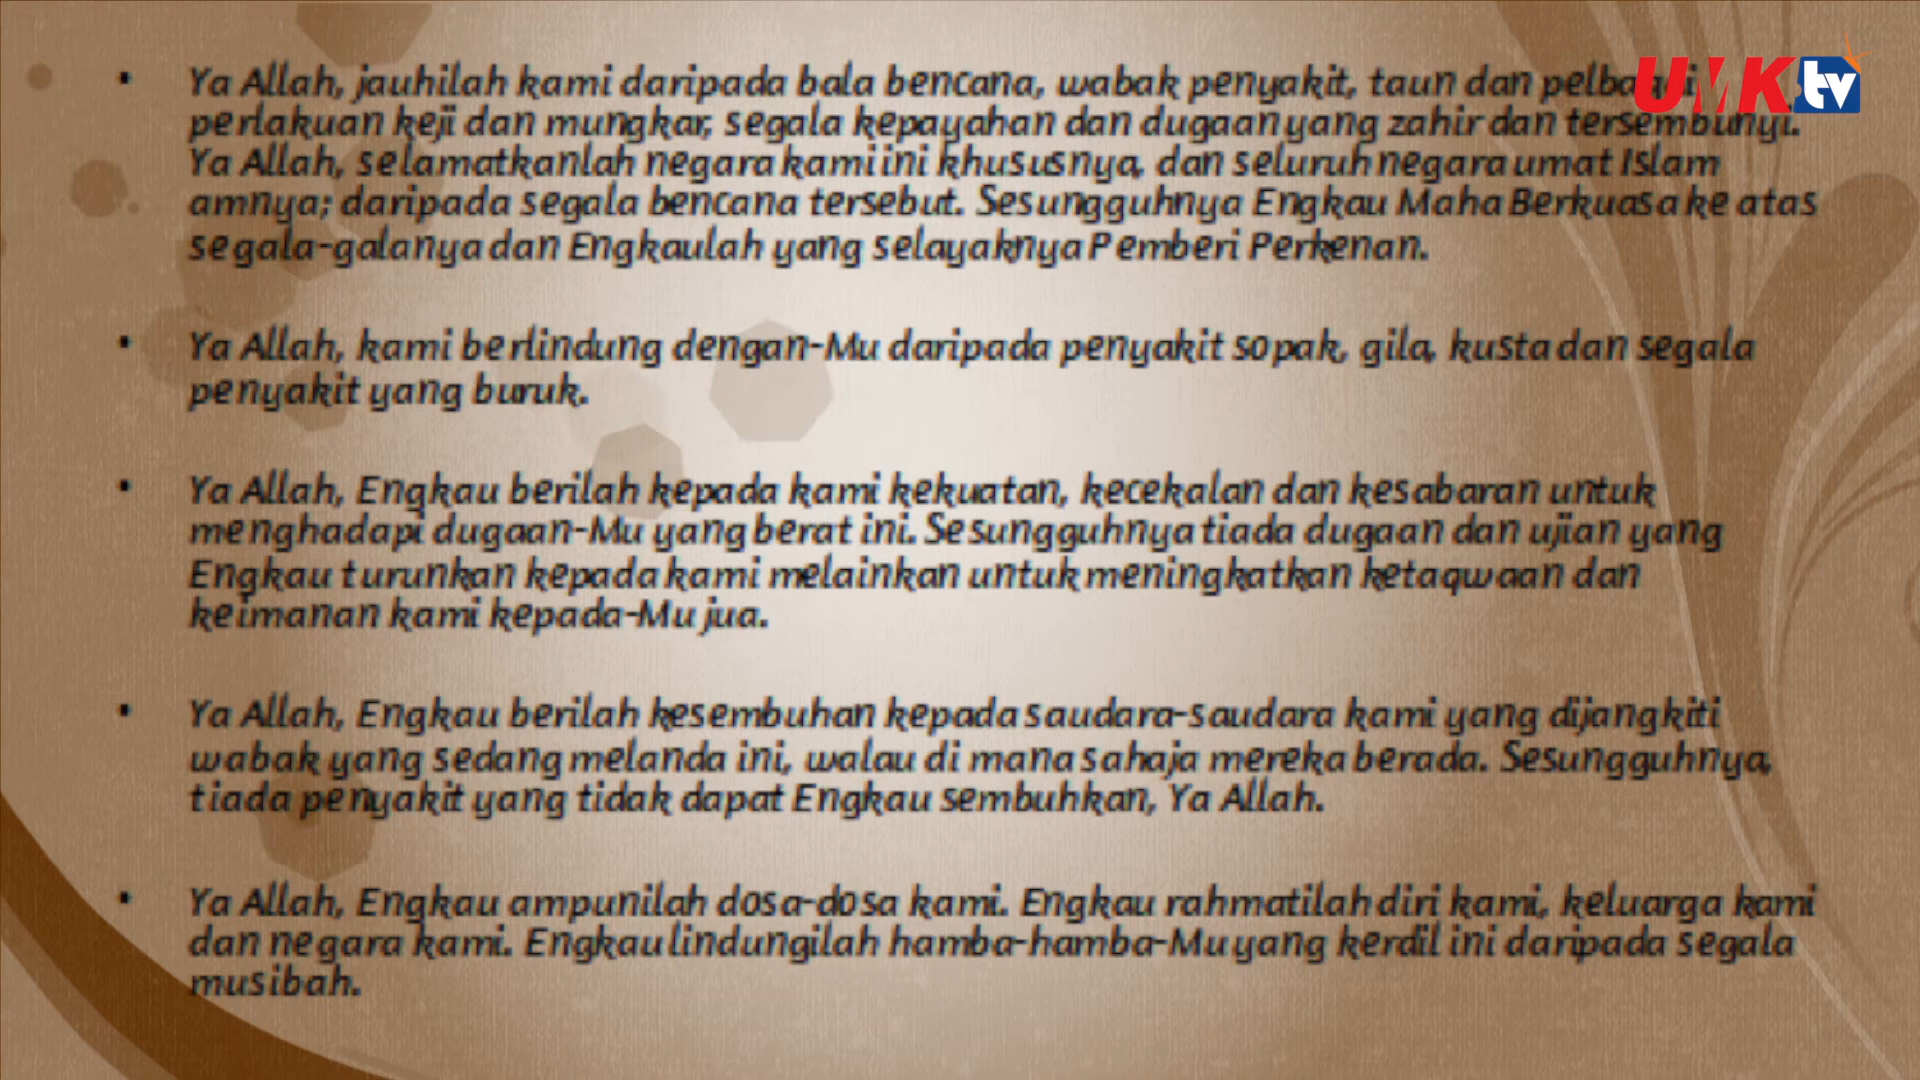 • Ya Allah, jauhilah kami daripada bala bencana, wabak penyakit, taun dan pelbagai
perlakuan keji dan mungkar, segala kepayahan dan dugaan yang zahir dan tersembunyi.
Ya Allah, selamatkanlah negara kami ini khususnya, dan seluruh negara umat Islam
amnya; daripada segala bencana tersebut. Sesungguhnya Engkau Maha Berkuasa ke atas
segala-galanya dan Engkaulah yang selayaknya Pemberi Perkenan.
• Ya Allah, kami berlindung dengan-Mu daripada penyakit sopak, gila, kusta dan segala
penyakit yang buruk.
• Ya Allah, Engkau berilah kepada kami kekuatan, kecekalan dan kesabaran untuk
menghadapi dugaan-Mu yang berat ini. Sesungguhnya tiada dugaan dan ujian yang
Engkau turunkan kepada kami melainkan untuk meningkatkan ketaqwaan dan
keimanan kami kepada-Mu jua.
• Ya Allah, Engkau berilah kesembuhan kepada saudara-saudara kami yang dijangkiti
wabak yang sedang melanda ini, walau di mana sahaja mereka berada. Sesungguhnya,
tiada penyakit yang tidak dapat Engkau sembuhkan, Ya Allah.
• Ya Allah, Engkau ampunilah dosa-dosa kami. Engkau rahmatilah diri kami, keluarga kami
dan negara kami. Engkau lindungilah hamba-hamba-Mu yang kerdil ini daripada segala
musibah.
UMK tv